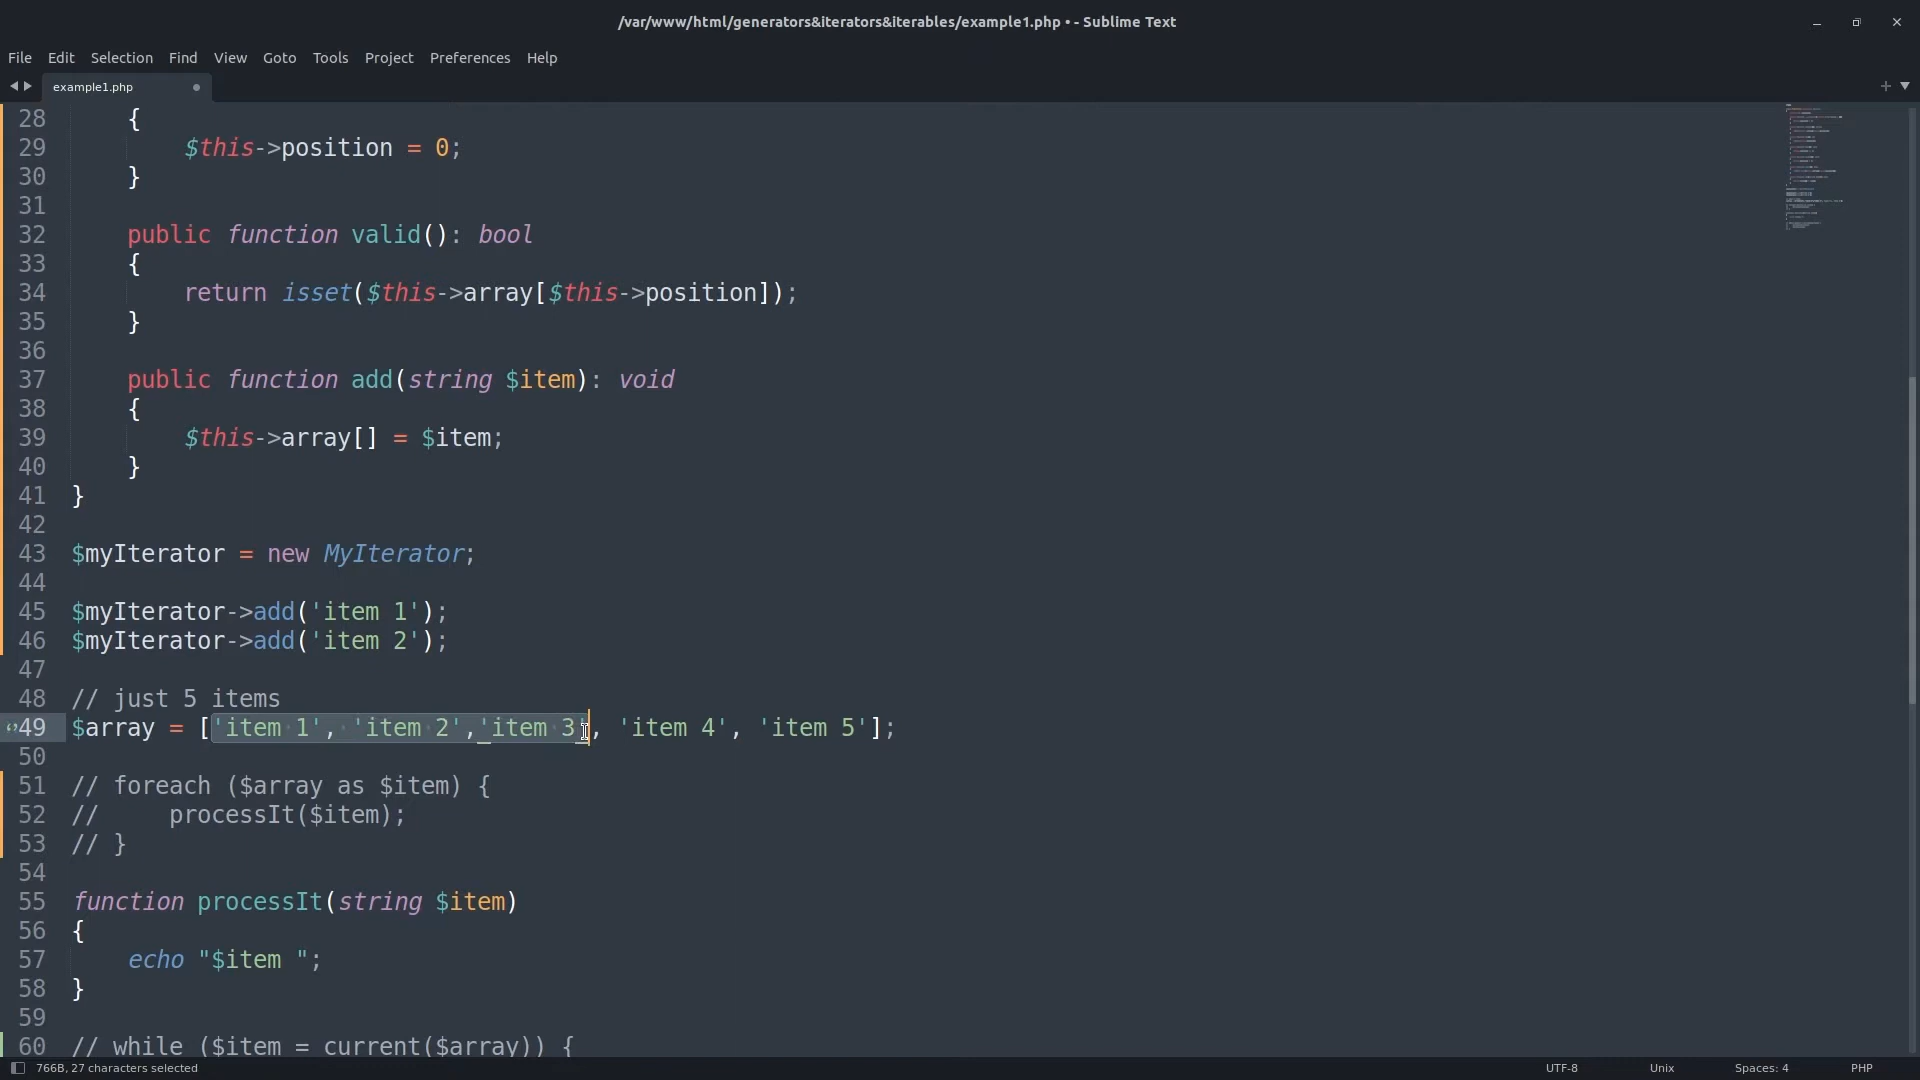 /var/www/html/generators&iterators&iterables/example1.php • - Sublime Text
File Edit Selection Find View Goto Tools Project Preferences Help
example1.php
28     {
29         $this->position = 0;
30     }
31
32     public function valid(): bool
33     {
34         return isset($this->array[$this->position]);
35     }
36
37     public function add(string $item): void
38     {
39         $this->array[] = $item;
40     }
41 }
42
43 $myIterator = new MyIterator;
44
45 $myIterator->add('item 1');
46 $myIterator->add('item 2');
47
48 // just 5 items
49 $array = ['item 1', 'item 2', 'item 3', 'item 4', 'item 5'];
50
51 // foreach ($array as $item) {
52 //     processIt($item);
53 // }
54
55 function processIt(string $item)
56 {
57     echo "$item ";
58 }
59
60 // while ($item = current($array)) {
766B, 27 characters selected UTF-8 Unix Spaces: 4 PHP